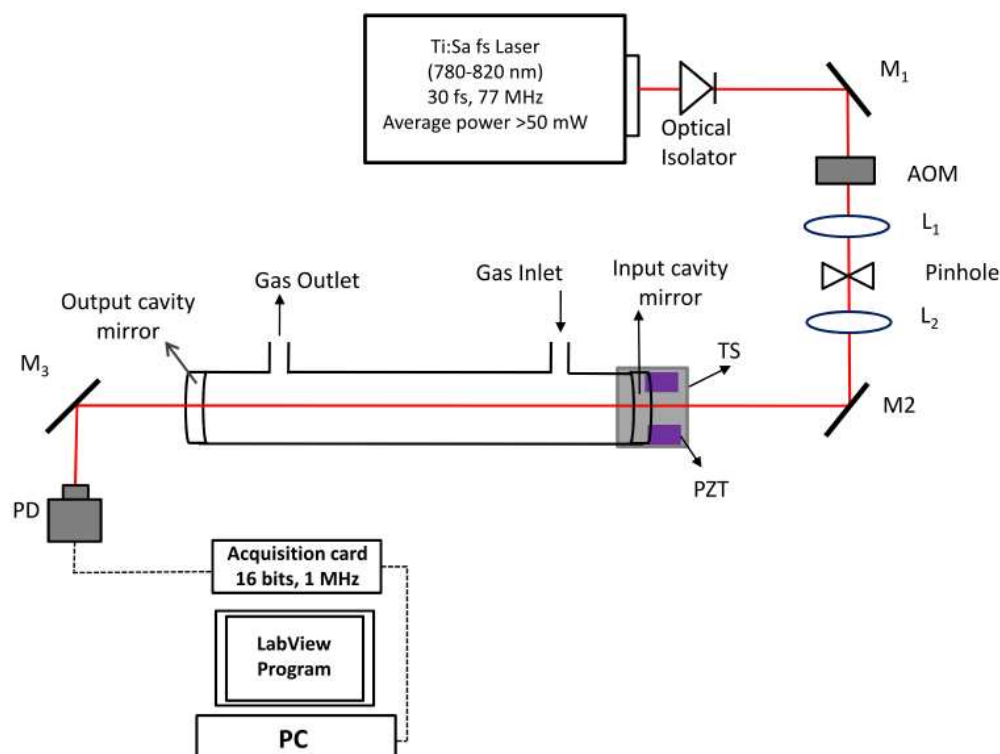 Ti:Sa fs Laser
(780-820 nm)
30 fs, 77 MHz
Average power >50 mW
Optical
Isolator
M1
AOM
L1
Pinhole
L2
M2
Gas Outlet
Gas Inlet
Input cavity
mirror
Output cavity
mirror
TS
M3
PZT
PD
Acquisition card
16 bits, 1 MHz
LabView
Program
PC